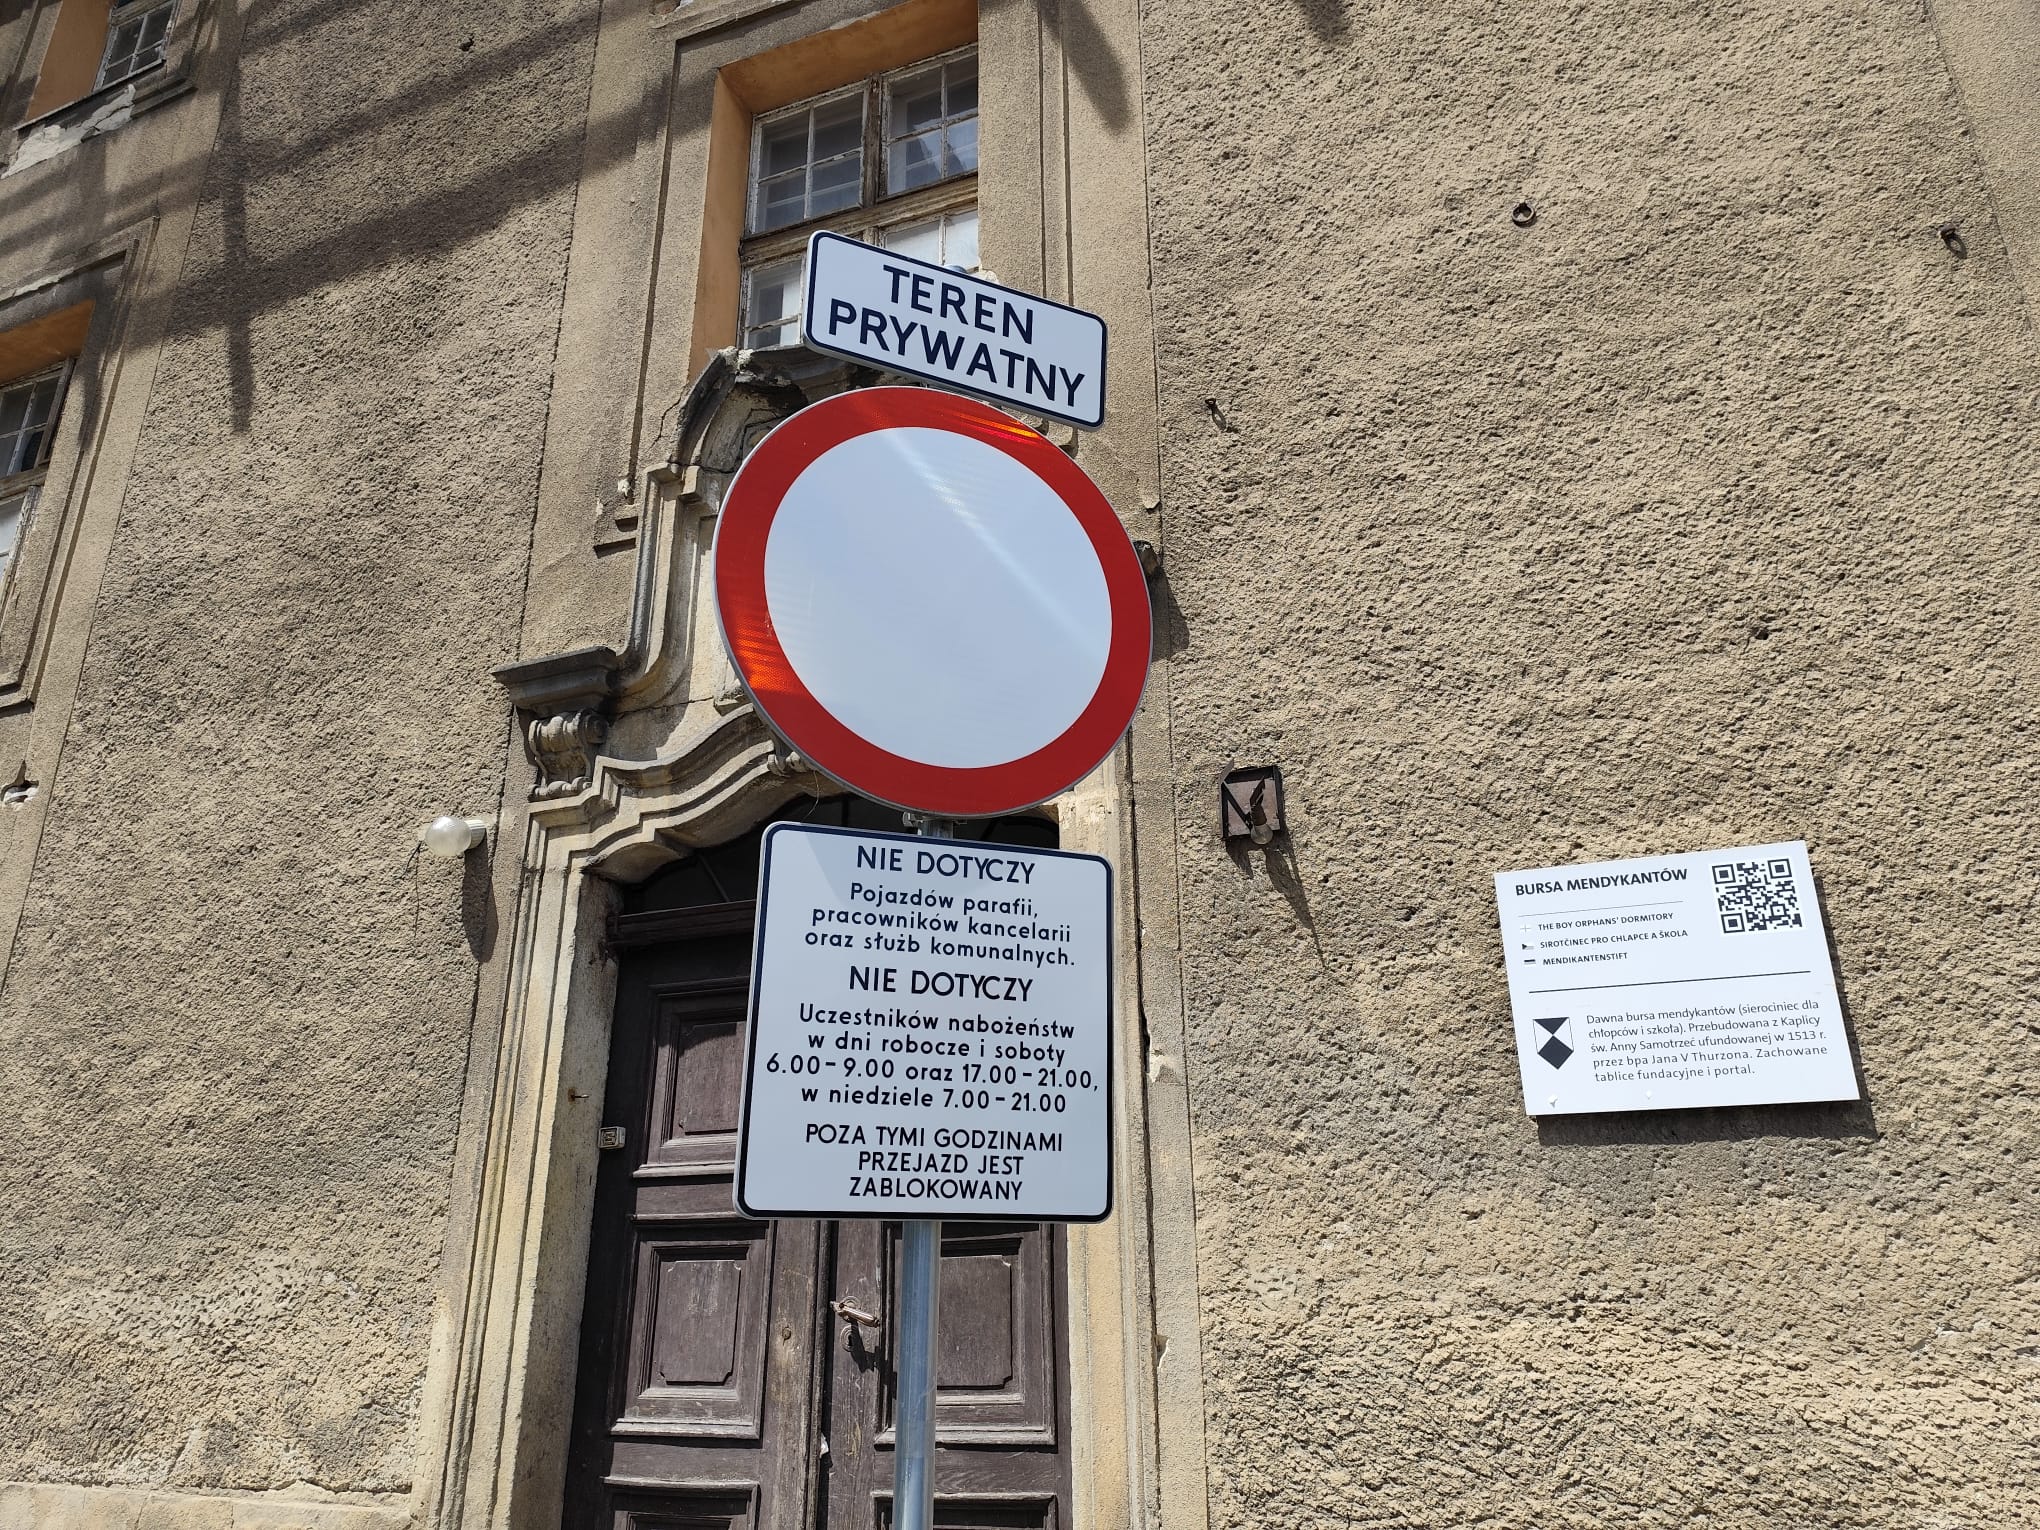 TEREN
PRYWATNY
NIE DOTYCZY
Pojazdów parafii,
pracowników kancelarii
oraz służb komunalnych.
NIE DOTYCZY
Uczestników nabożeństw
w dni robocze i soboty
6.00-9.00 oraz 17.00-21.00,
w niedziele 7.00-21.00
POZA TYMI GODZINAMI
PRZEJAZD JEST
ZABLOKOWANY
BURSA MENDYKANTÓW
THE BOY ORPHANS' DORMITORY
SIROTČINEC PRO CHLAPCE A ŠKOLA
MENDIKANTENSTIFT
Dawna bursa mendykantów (sierociniec dla
chłopców i szkoła). Przebudowana z Kaplicy
św. Anny Samotrzeć ufundowanej w 1513 r.
przez bpa Jana V Thurzona. Zachowane
tablice fundacyjne i portal.